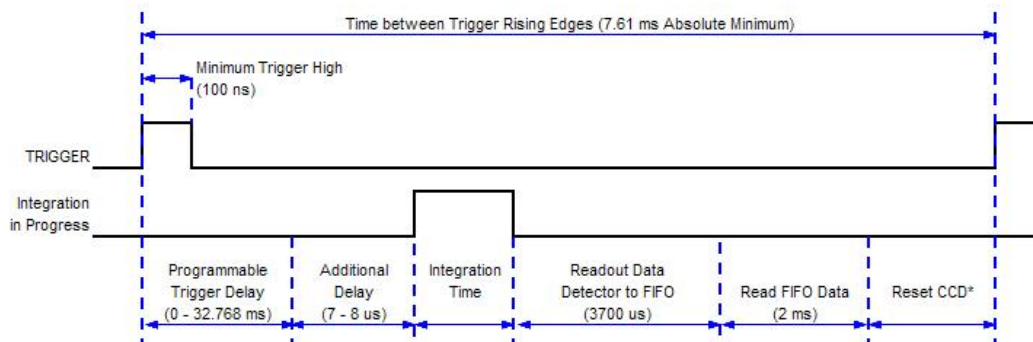 Time between Trigger Rising Edges (7.61 ms Absolute Minimum)
Minimum Trigger High
(100 ns)
TRIGGER
Integration
in Progress
Programmable
Trigger Delay
(0 - 32.768 ms)
Additional
Delay
(7 - 8 us)
Integration
Time
Readout Data
Detector to FIFO
(3700 us)
Read FIFO Data
(2 ms)
Reset CCD*